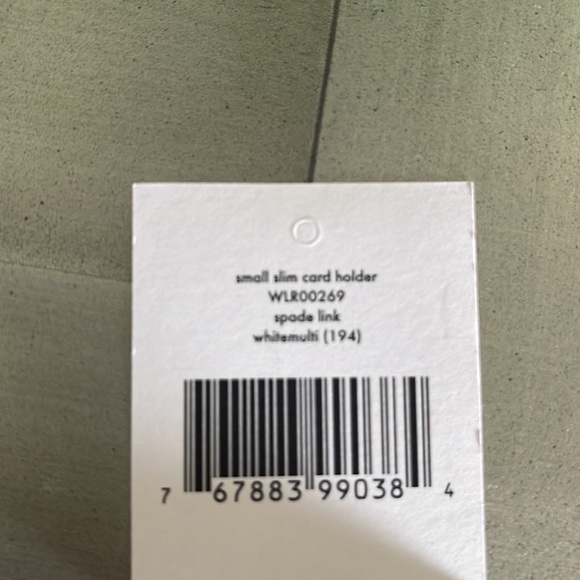 small slim card holder
WLR00269
spade link
whitemulti (194)
7 67883 99038 4